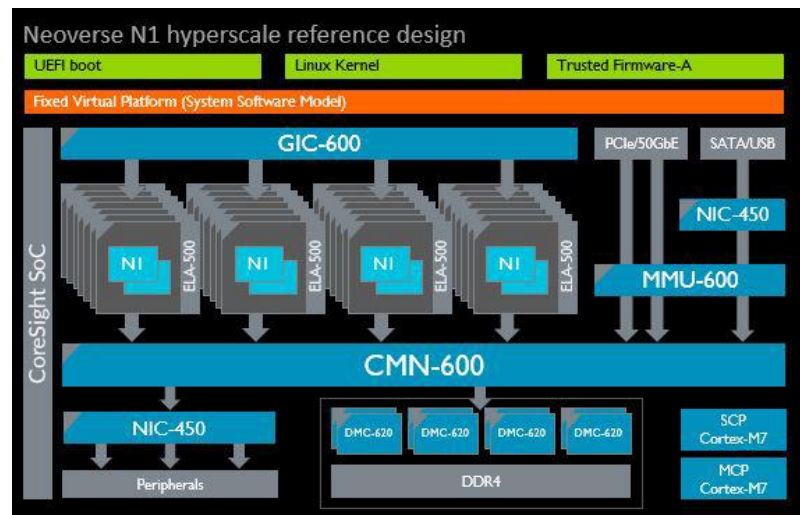 Neoverse N1 hyperscale reference design
UEFI boot
Linux Kernel
Trusted Firmware-A
Fixed Virtual Platform (System Software Model)
CoreSight SoC
GIC-600
PCIe/50GbE
SATA/USB
NIC-450
MMU-600
N1
ELA-500
N1
ELA-500
N1
ELA-500
N1
ELA-500
CMN-600
NIC-450
Peripherals
DMC-620
DMC-620
DMC-620
DMC-620
DDR4
SCP
Cortex-M7
MCP
Cortex-M7